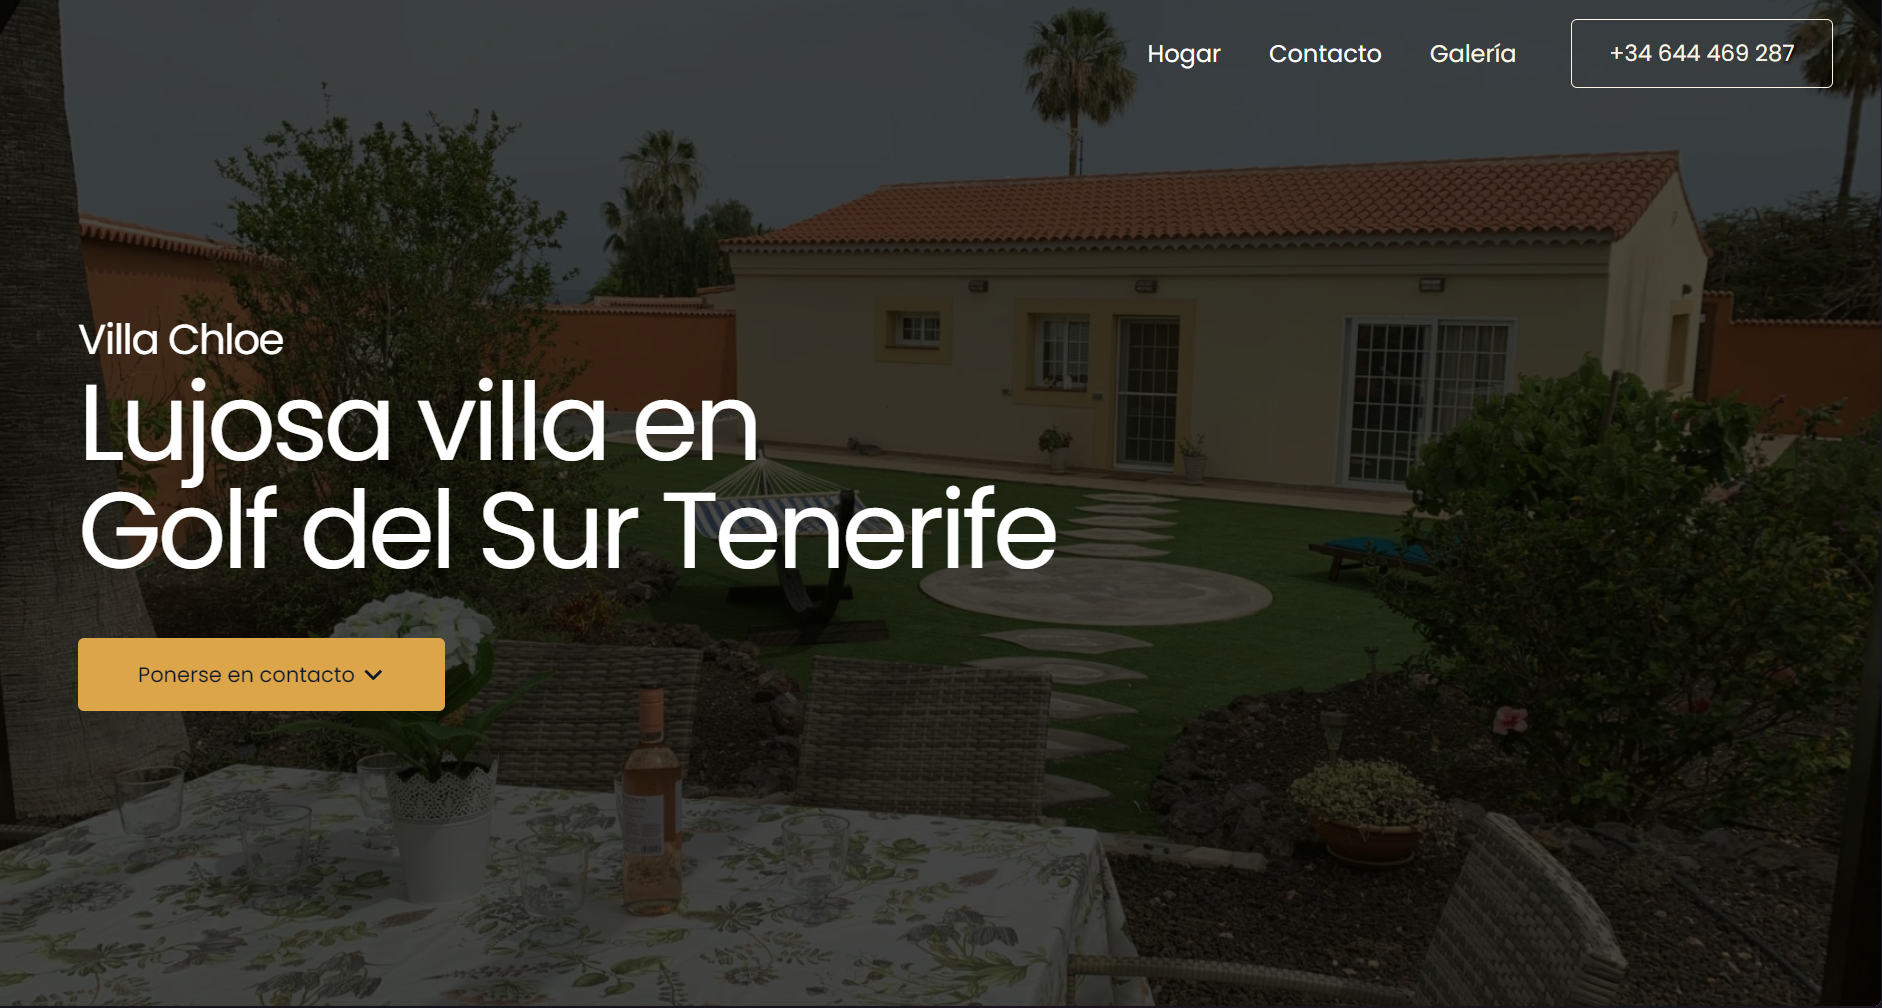 Hogar
Contacto
Galería
+34 644 469 287
Villa Chloe
Lujosa villa en
Golf del Sur Tenerife
Ponerse en contacto